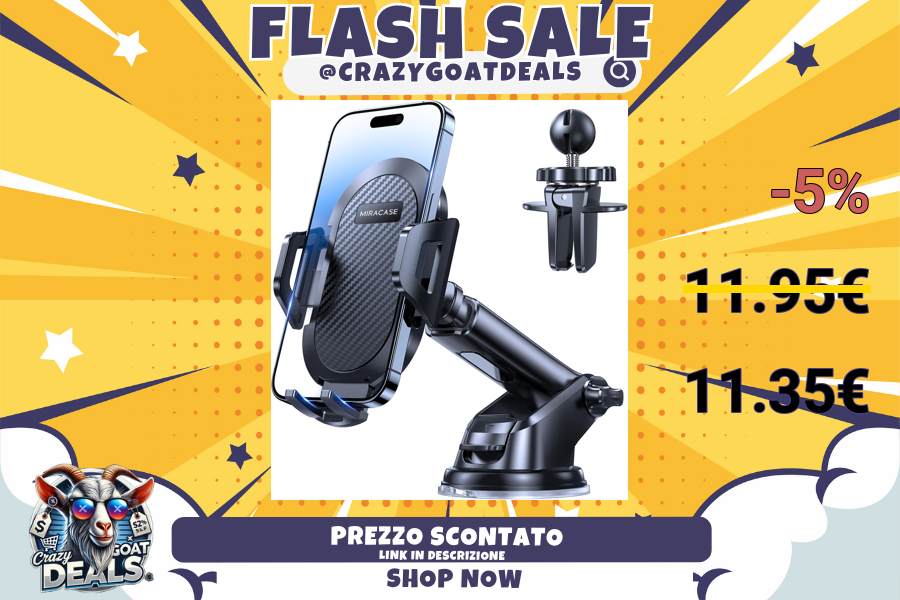 FLASH SALE
@CRAZYGOATDEALS
MIRACASE
-5%
11.95€
11.35€
$
52%
Crazy
GOAT
DEALS
PREZZO SCONTATO
LINK IN DESCRIZIONE
SHOP NOW